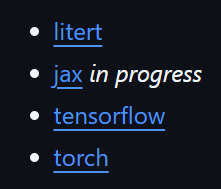 litert
jax in progress
tensorflow
torch